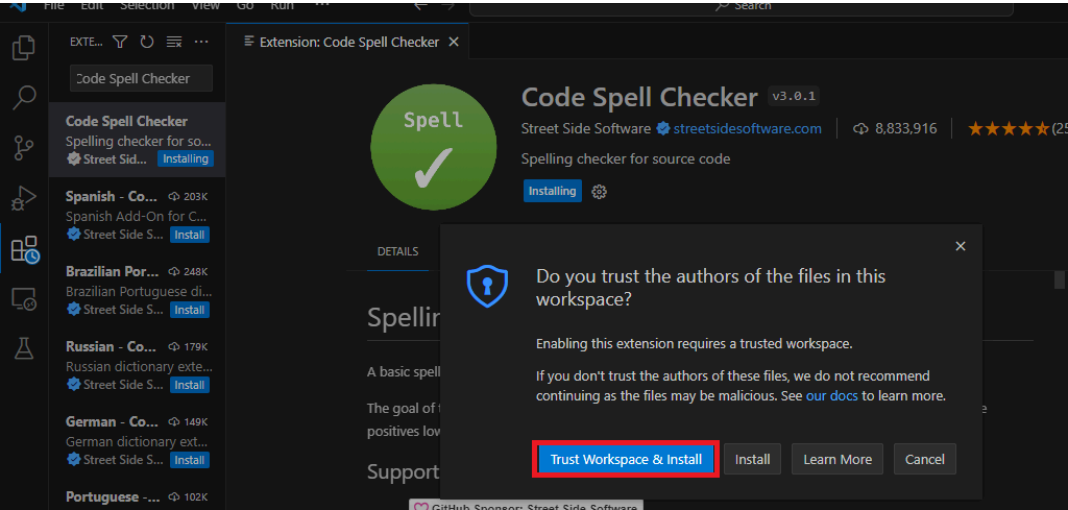 File Edit Selection View Go Run ... Search
EXTE...
Extension: Code Spell Checker
Code Spell Checker
Code Spell Checker
Spelling checker for so...
Street Sid... Installing
Spanish - Co... 203K
Spanish Add-On for C...
Street Side S... Install
Brazilian Por... 248K
Brazilian Portuguese di...
Street Side S... Install
Russian - Co... 179K
Russian dictionary exte...
Street Side S... Install
German - Co... 149K
German dictionary ext...
Street Side S... Install
Portuguese -... 102K
Spell
Code Spell Checker v3.0.1
Street Side Software streetsidesoftware.com 8,833,916
Spelling checker for source code
Installing
DETAILS
A basic spell
The goal of
positives low
Support
GitHub Sponsor: Street Side Software
Do you trust the authors of the files in this
workspace?
Enabling this extension requires a trusted workspace.
If you don't trust the authors of these files, we do not recommend
continuing as the files may be malicious. See our docs to learn more.
Trust Workspace & Install Install Learn More Cancel